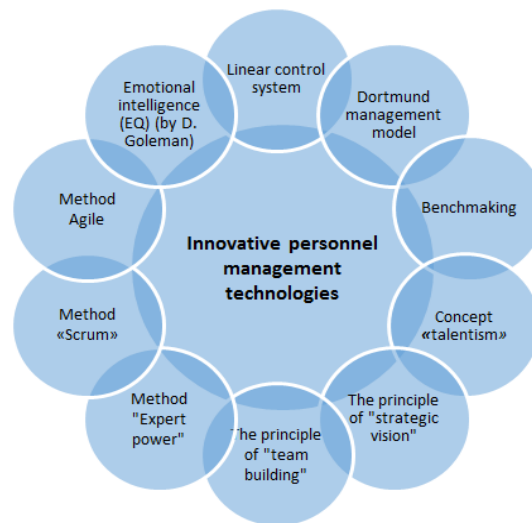 Linear control
system
Dortmund
management
model
Benchmaking
Concept
«talentism»
The principle
of "strategic
vision"
The principle
of "team
building"
Method
"Expert
power"
Method
«Scrum»
Method
Agile
Emotional
intelligence
(EQ) (by D.
Goleman)
Innovative personnel
management
technologies